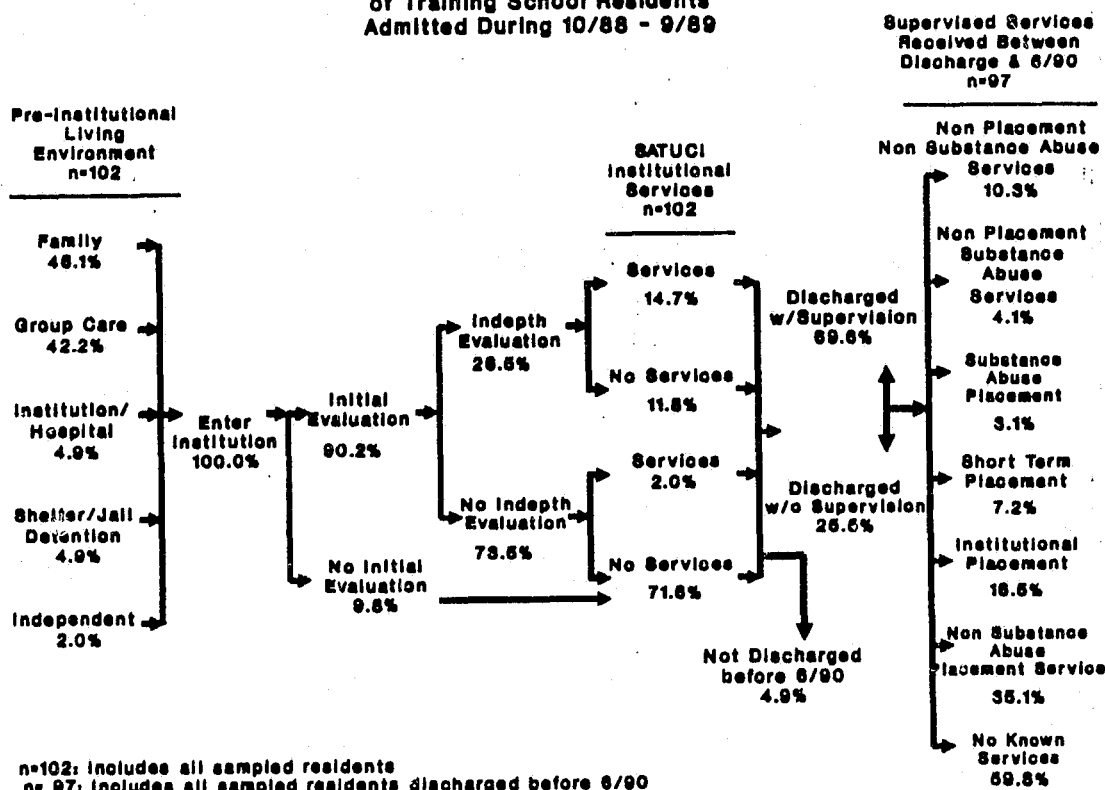 of Training School Residents
Admitted During 10/88 - 9/89
Supervised Services
Received Between
Discharge & 6/90
n=97
Pre-Institutional
Living
Environment
n=102
SATUCI
Institutional
Services
n=102
Family
46.1%
Group Care
42.2%
Institution/
Hospital
4.9%
Shelter/Jail
Detention
4.9%
Independent
2.0%
Enter
Institution
100.0%
Initial
Evaluation
90.2%
No Initial
Evaluation
9.8%
Indepth
Evaluation
26.5%
No Indepth
Evaluation
73.5%
Services
14.7%
No Services
11.8%
Services
2.0%
No Services
71.6%
Discharged
w/Supervision
69.6%
Discharged
w/o Supervision
25.5%
Not Discharged
before 6/90
4.9%
Non Placement
Non Substance Abuse
Services
10.3%
Non Placement
Substance
Abuse
Services
4.1%
Substance
Abuse
Placement
3.1%
Short Term
Placement
7.2%
Institutional
Placement
16.5%
Non Substance
Abuse
Placement Service
35.1%
No Known
Services
59.8%
n=102: includes all sampled residents
n= 97: includes all sampled residents discharged before 6/90